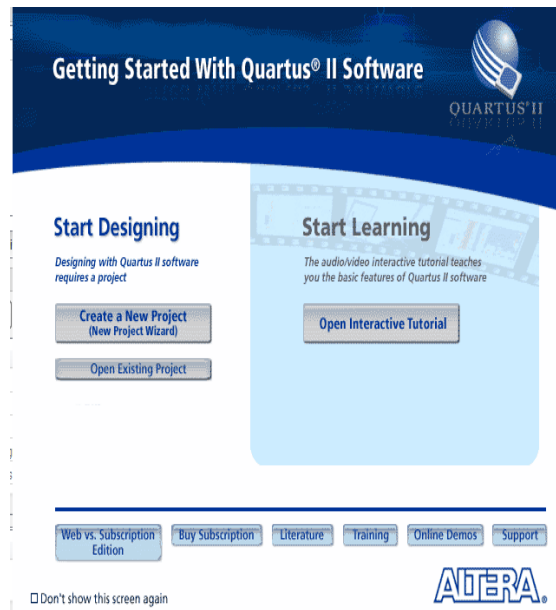 Getting Started With Quartus® II Software
QUARTUS® II
Start Designing
Designing with Quartus II software
requires a project
Create a New Project
(New Project Wizard)
Open Existing Project
Start Learning
The audio/video interactive tutorial teaches
you the basic features of Quartus II software
Open Interactive Tutorial
Web vs. Subscription
Edition
Buy Subscription
Literature
Training
Online Demos
Support
Don't show this screen again
ALTERA®